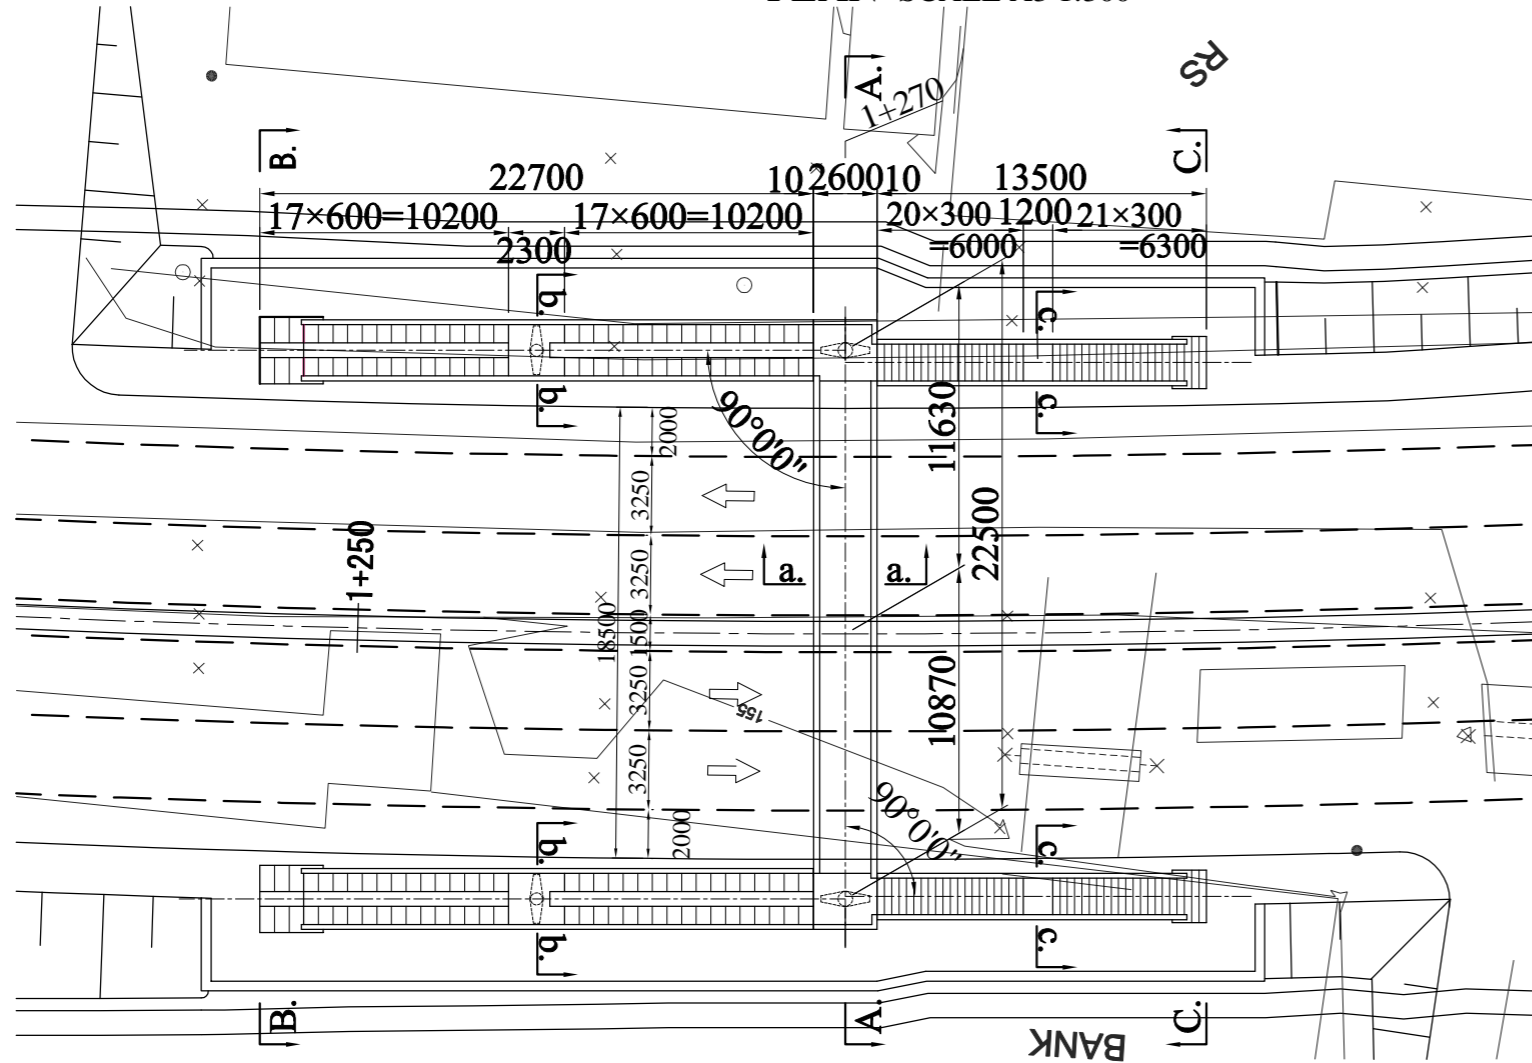 RS
A.
1+270
B.
C.
22700
10
2600
10
13500
17×600=10200
17×600=10200
20×300
1200
21×300
2300
=6000
=6300
b.
c.
b.
c.
90°0'0"
11630
2000
3250
22500
1+250
a.
a.
3250
18500
1500
3250
155
10870
3250
90°0'0"
2000
b.
c.
b.
c.
B.
A.
C.
BANK